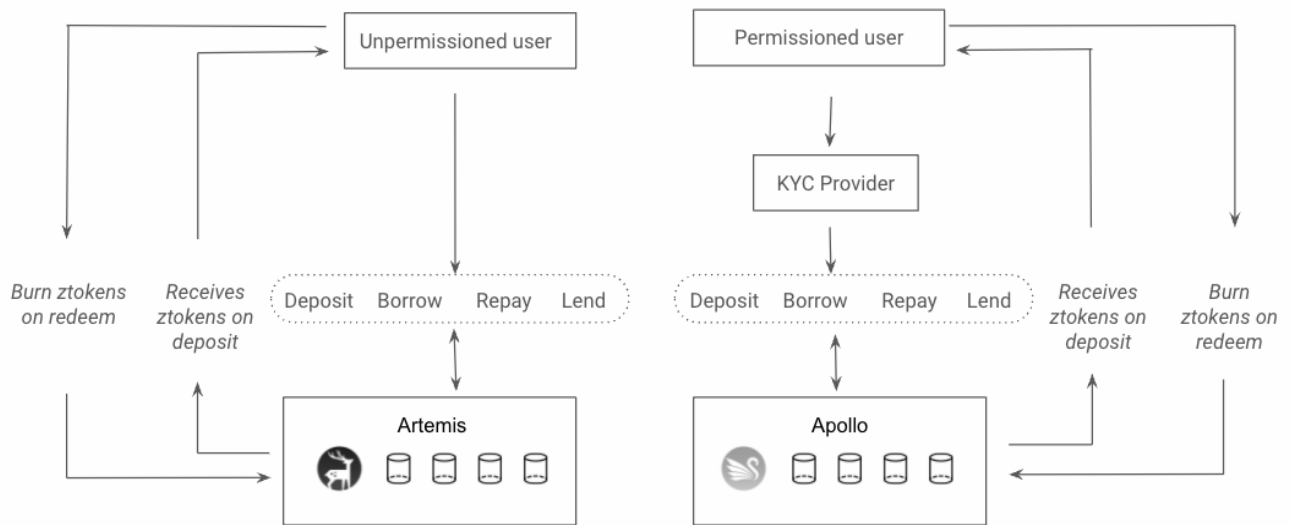 Unpermissioned user
Permissioned user
KYC Provider
Burn ztokens
on redeem
Receives
ztokens on
deposit
Deposit Borrow Repay Lend
Deposit Borrow Repay Lend
Receives
ztokens on
deposit
Burn
ztokens on
redeem
Artemis
Apollo